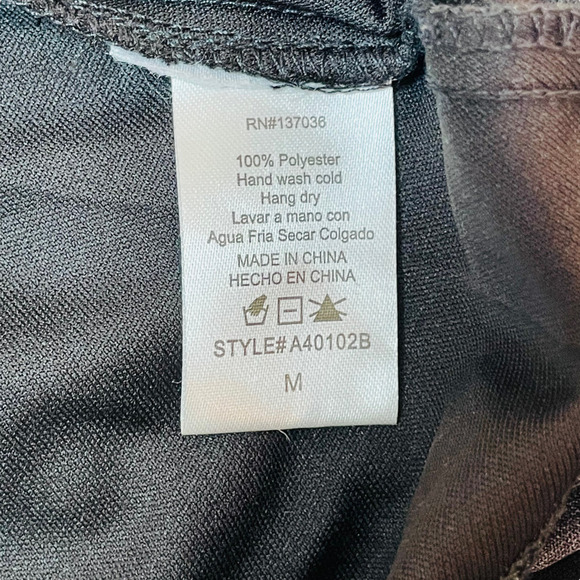 RN#137036
100% Polyester
Hand wash cold
Hang dry
Lavar a mano con
Agua Fria Secar Colgado
MADE IN CHINA
HECHO EN CHINA
STYLE# A40102B
M